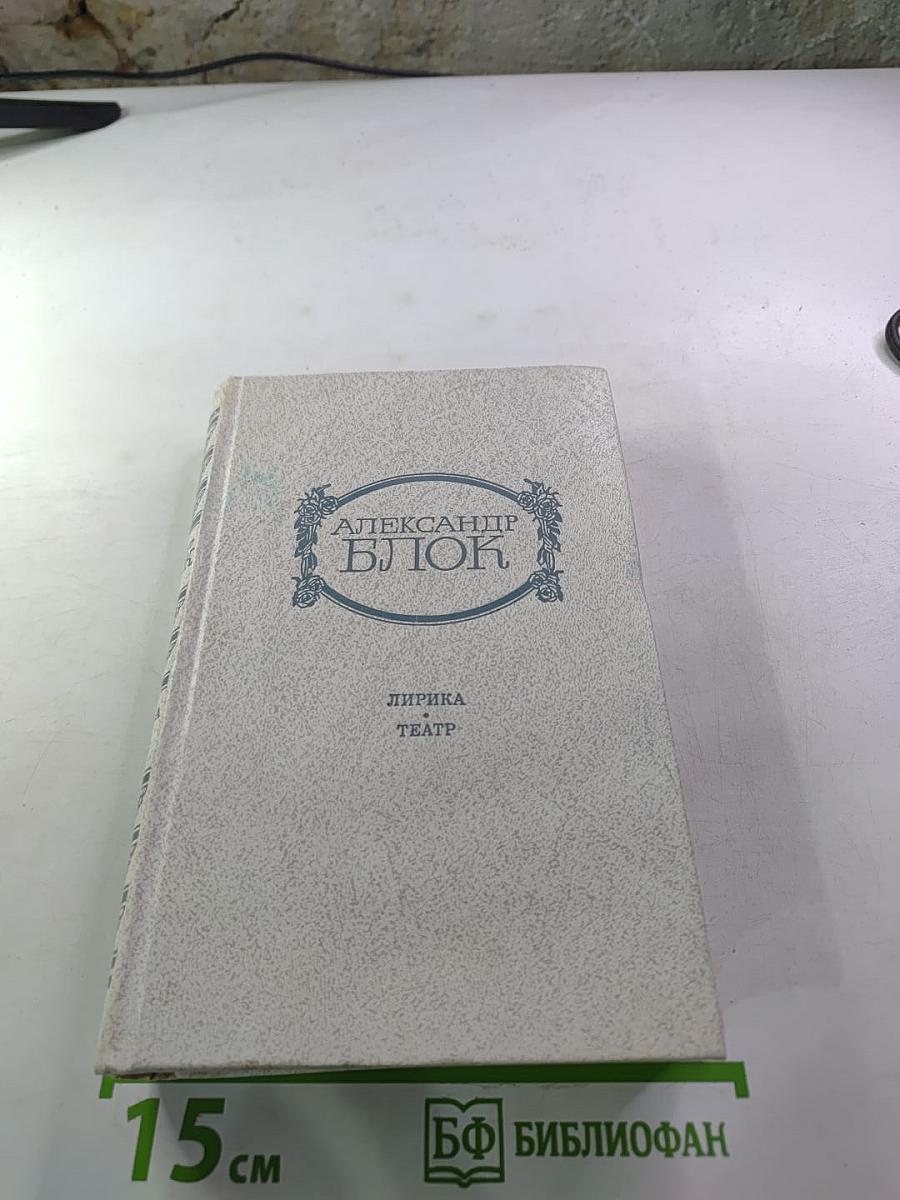 АЛЕКСАНДР
БЛОК
ЛИРИКА
•
ТЕАТР
15 см
БФ БИБЛИОФАН